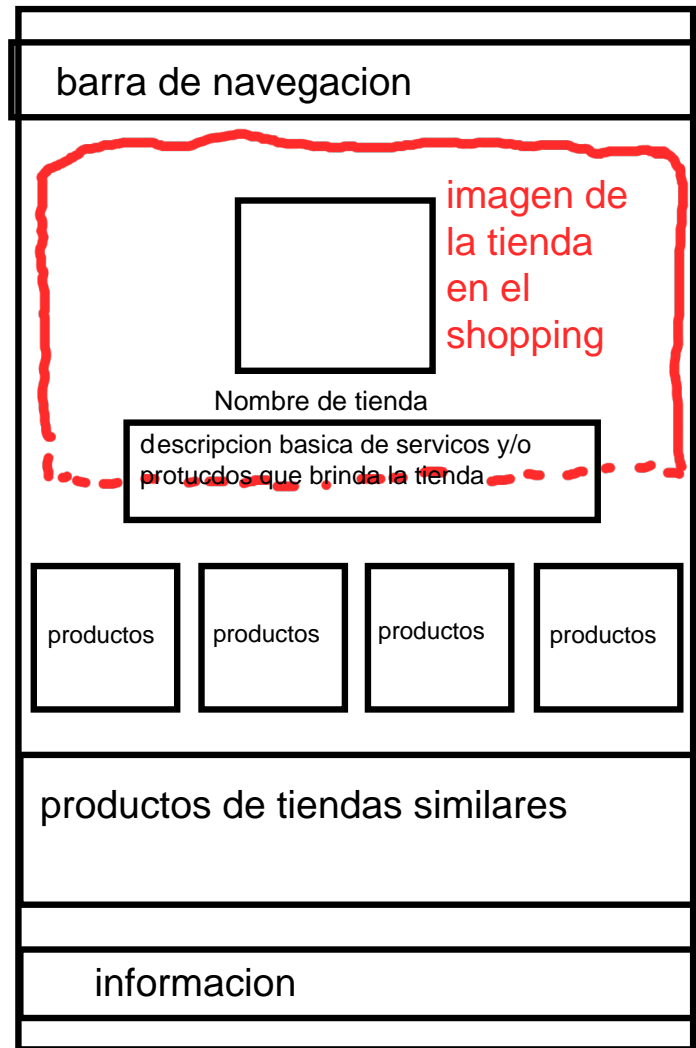 barra de navegacion
imagen de
la tienda
en el
shopping
Nombre de tienda
descripcion basica de servicos y/o
protucdos que brinda la tienda
productos
productos
productos
productos
productos de tiendas similares
informacion